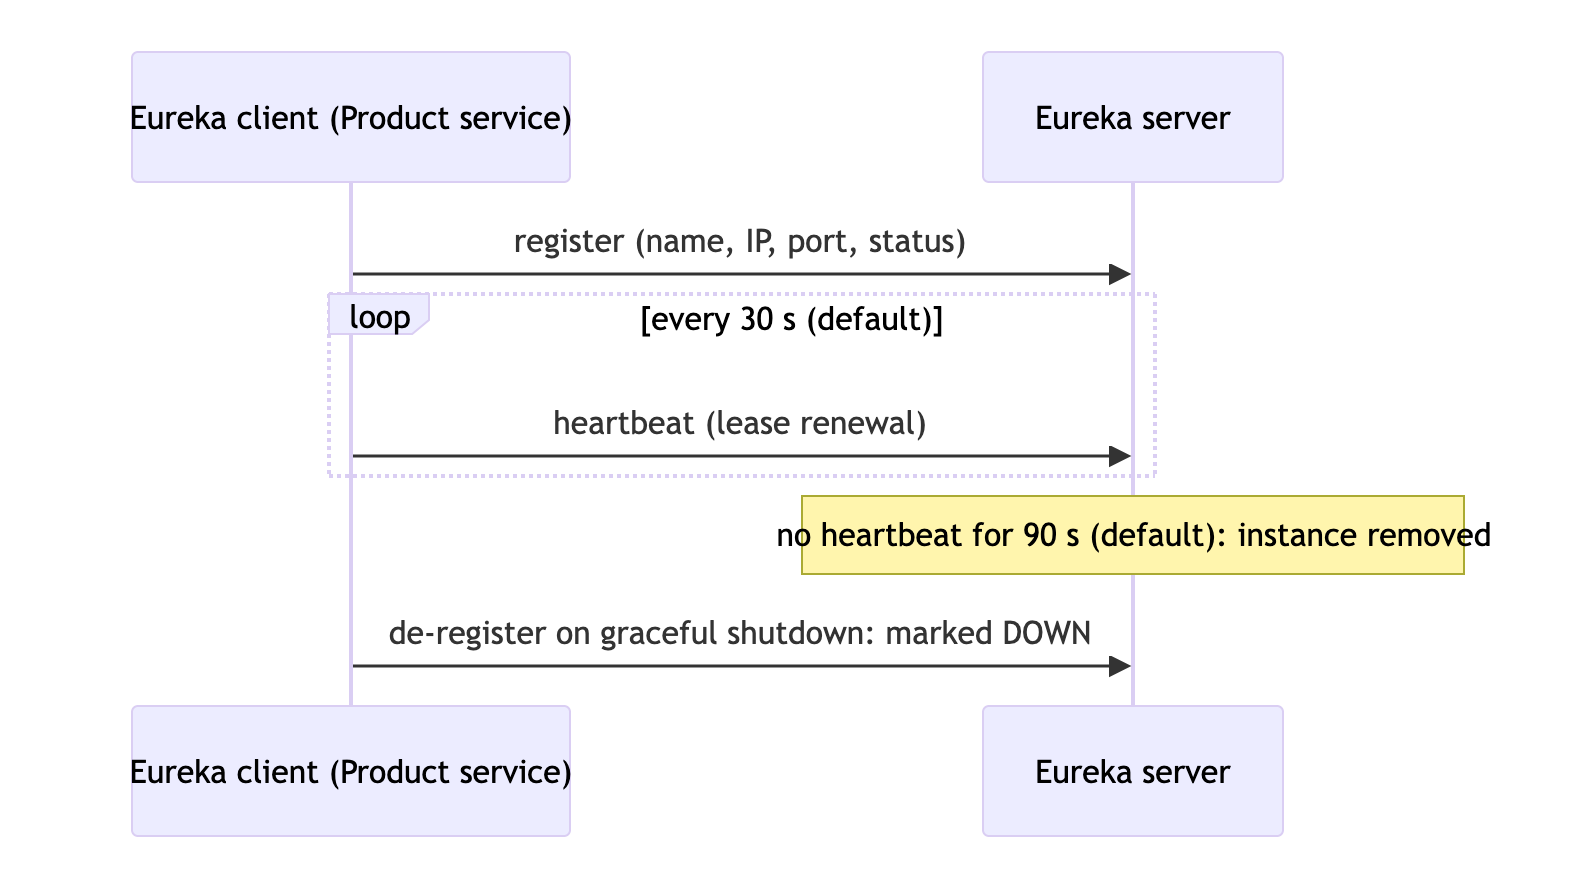 Eureka client (Product service)
Eureka server
register (name, IP, port, status)
loop
[every 30 s (default)]
heartbeat (lease renewal)
no heartbeat for 90 s (default): instance removed
de-register on graceful shutdown: marked DOWN
Eureka client (Product service)
Eureka server